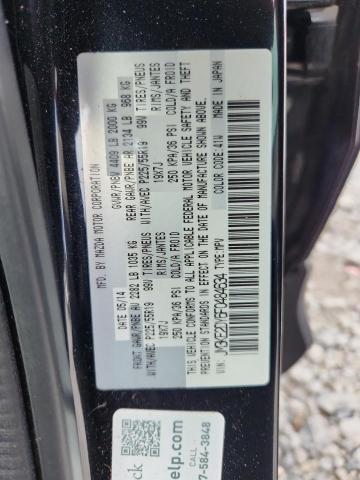 MFD. BY MAZDA MOTOR CORPORATION
DATE: 05/14 GVWR/PNBV 4409 LB 2000 KG
FRONT GAWR/PNBE AV 2282 LB 1035 KG REAR GAWR/PNBE AR 2134 LB 968 KG
WITH/AVEC P225/55R19 99V TIRES/PNEUS WITH/AVEC P225/55R19 99V TIRES/PNEUS
19X7J RIMS/JANTES 19X7J RIMS/JANTES
250 KPA/36 PSI COLD/A FROID 250 KPA/36 PSI COLD/A FROID
THIS VEHICLE CONFORMS TO ALL APPLICABLE FEDERAL MOTOR VEHICLE SAFETY AND THEFT
PREVENTION STANDARDS IN EFFECT ON THE DATE OF MANUFACTURE SHOWN ABOVE.
TYPE:MPV
COLOR CODE:41W MADE IN JAPAN
ck
elp.com
CALL
7-584-3848